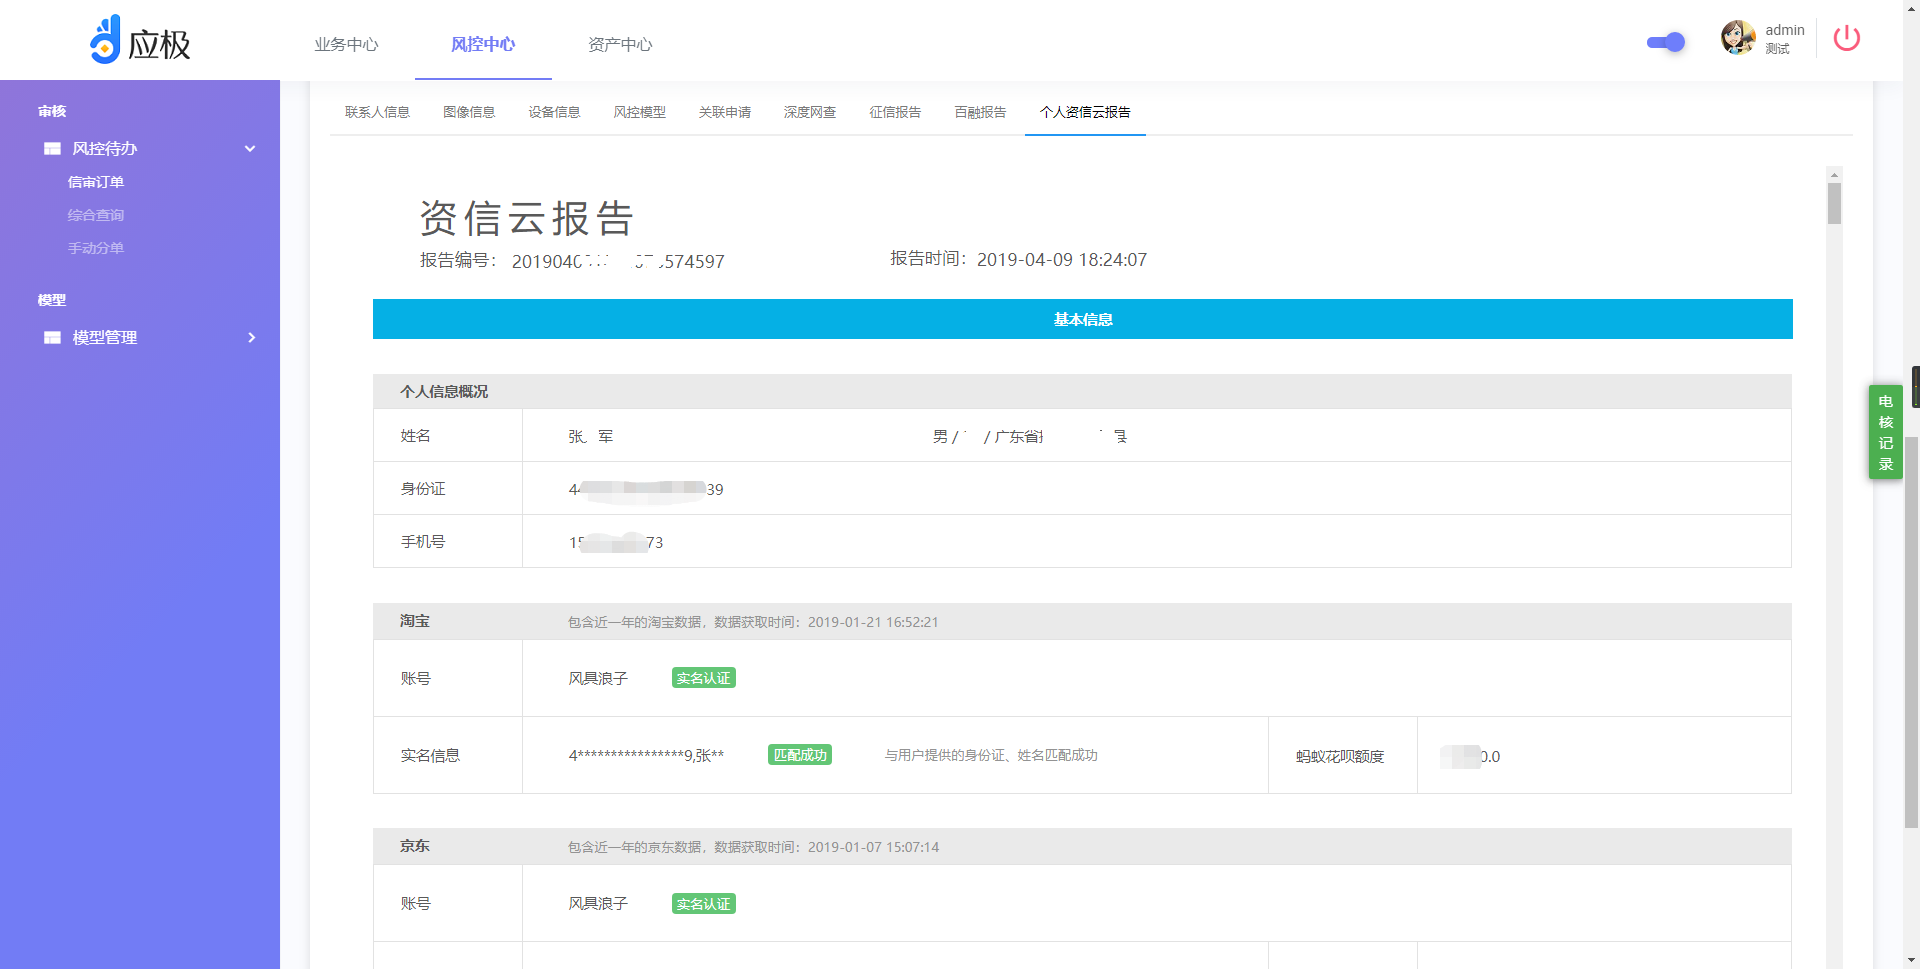 应极
业务中心 风控中心 资产中心
admin
测试
审核
风控待办
信审订单
综合查询
手动分单
模型
模型管理
联系人信息 图像信息 设备信息 风控模型 关联申请 深度网查 征信报告 百融报告 个人资信云报告
资信云报告
报告编号： 2019040 574597 报告时间：2019-04-09 18:24:07
基本信息
个人信息概况
姓名 张 军 男 / / 广东省
身份证 4 39
手机号 15 73
淘宝 包含近一年的淘宝数据，数据获取时间：2019-01-21 16:52:21
账号 风具浪子 实名认证
实名信息 4****************9,张** 匹配成功 与用户提供的身份证、姓名匹配成功 蚂蚁花呗额度 0.0
京东 包含近一年的京东数据，数据获取时间：2019-01-07 15:07:14
账号 风具浪子 实名认证
电核记录